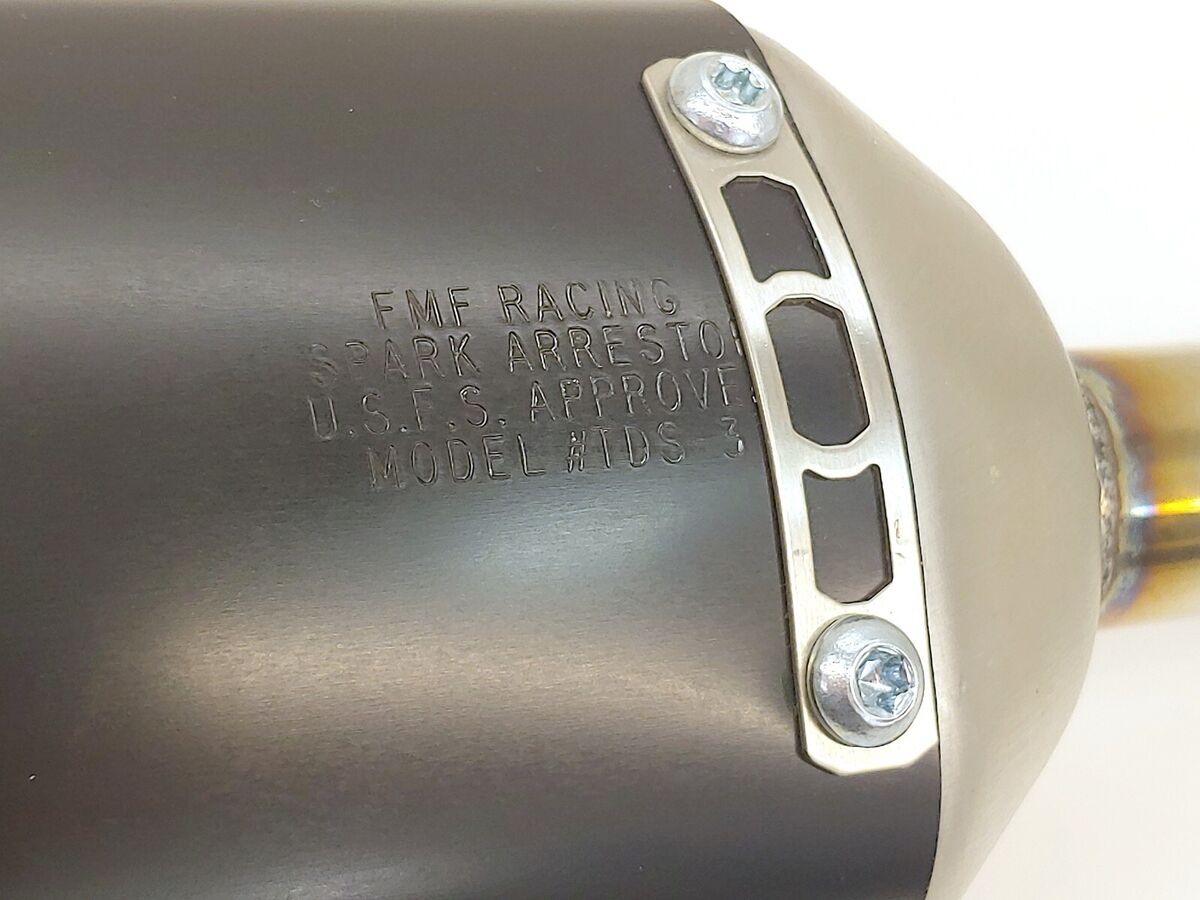 FMF RACING
SPARK ARRESTO
U.S.F.S. APPROVE
MODEL #TDS-3